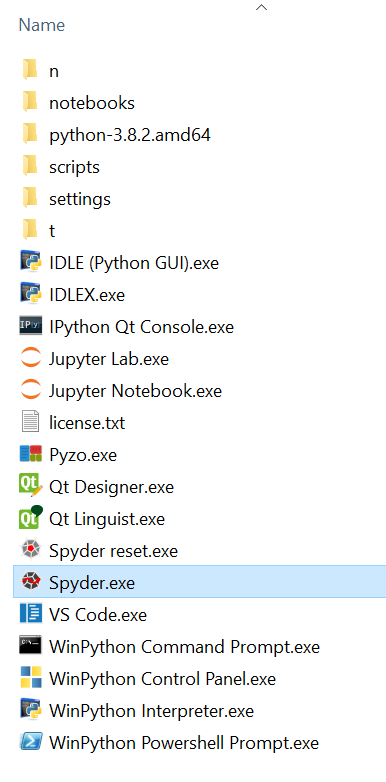 Name
n
notebooks
python-3.8.2.amd64
scripts
settings
t
IDLE (Python GUI).exe
IDLEX.exe
IPython Qt Console.exe
Jupyter Lab.exe
Jupyter Notebook.exe
license.txt
Pyzo.exe
Qt Designer.exe
Qt Linguist.exe
Spyder reset.exe
Spyder.exe
VS Code.exe
WinPython Command Prompt.exe
WinPython Control Panel.exe
WinPython Interpreter.exe
WinPython Powershell Prompt.exe